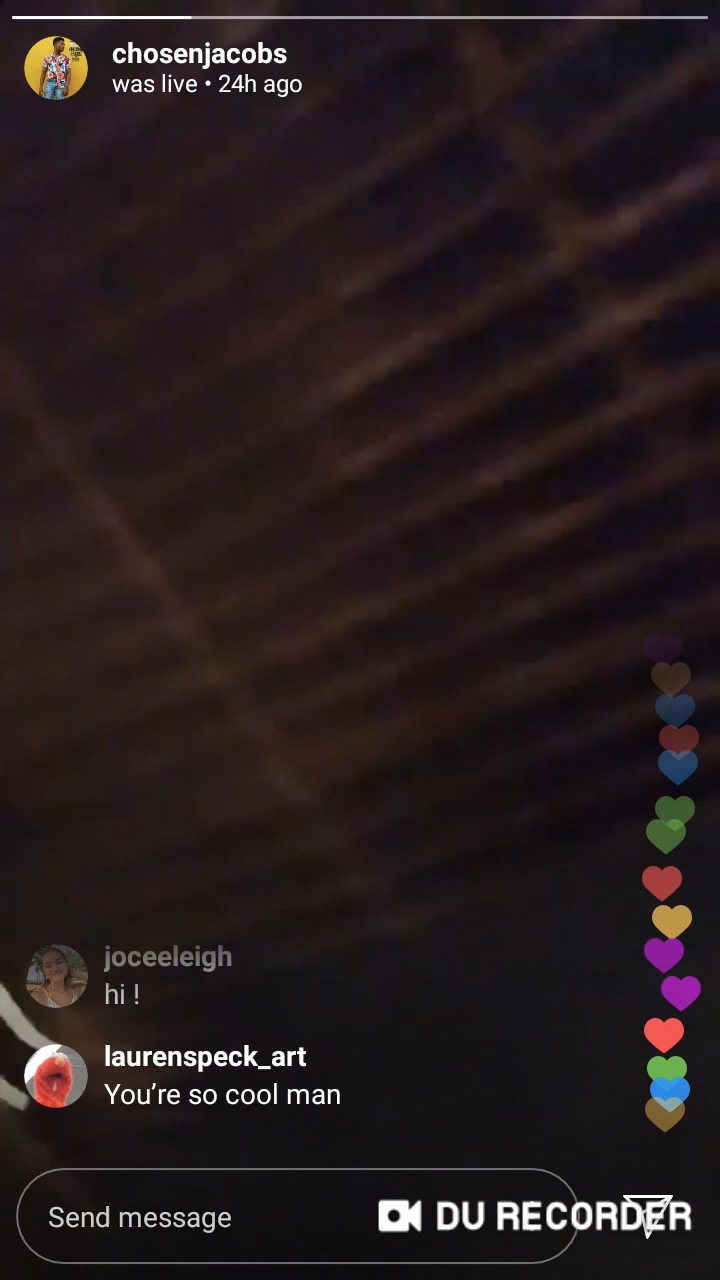 chosenjacobs
was live • 24h ago
joceeleigh
hi !
laurenspeck_art
You’re so cool man
Send message
DU RECORDER